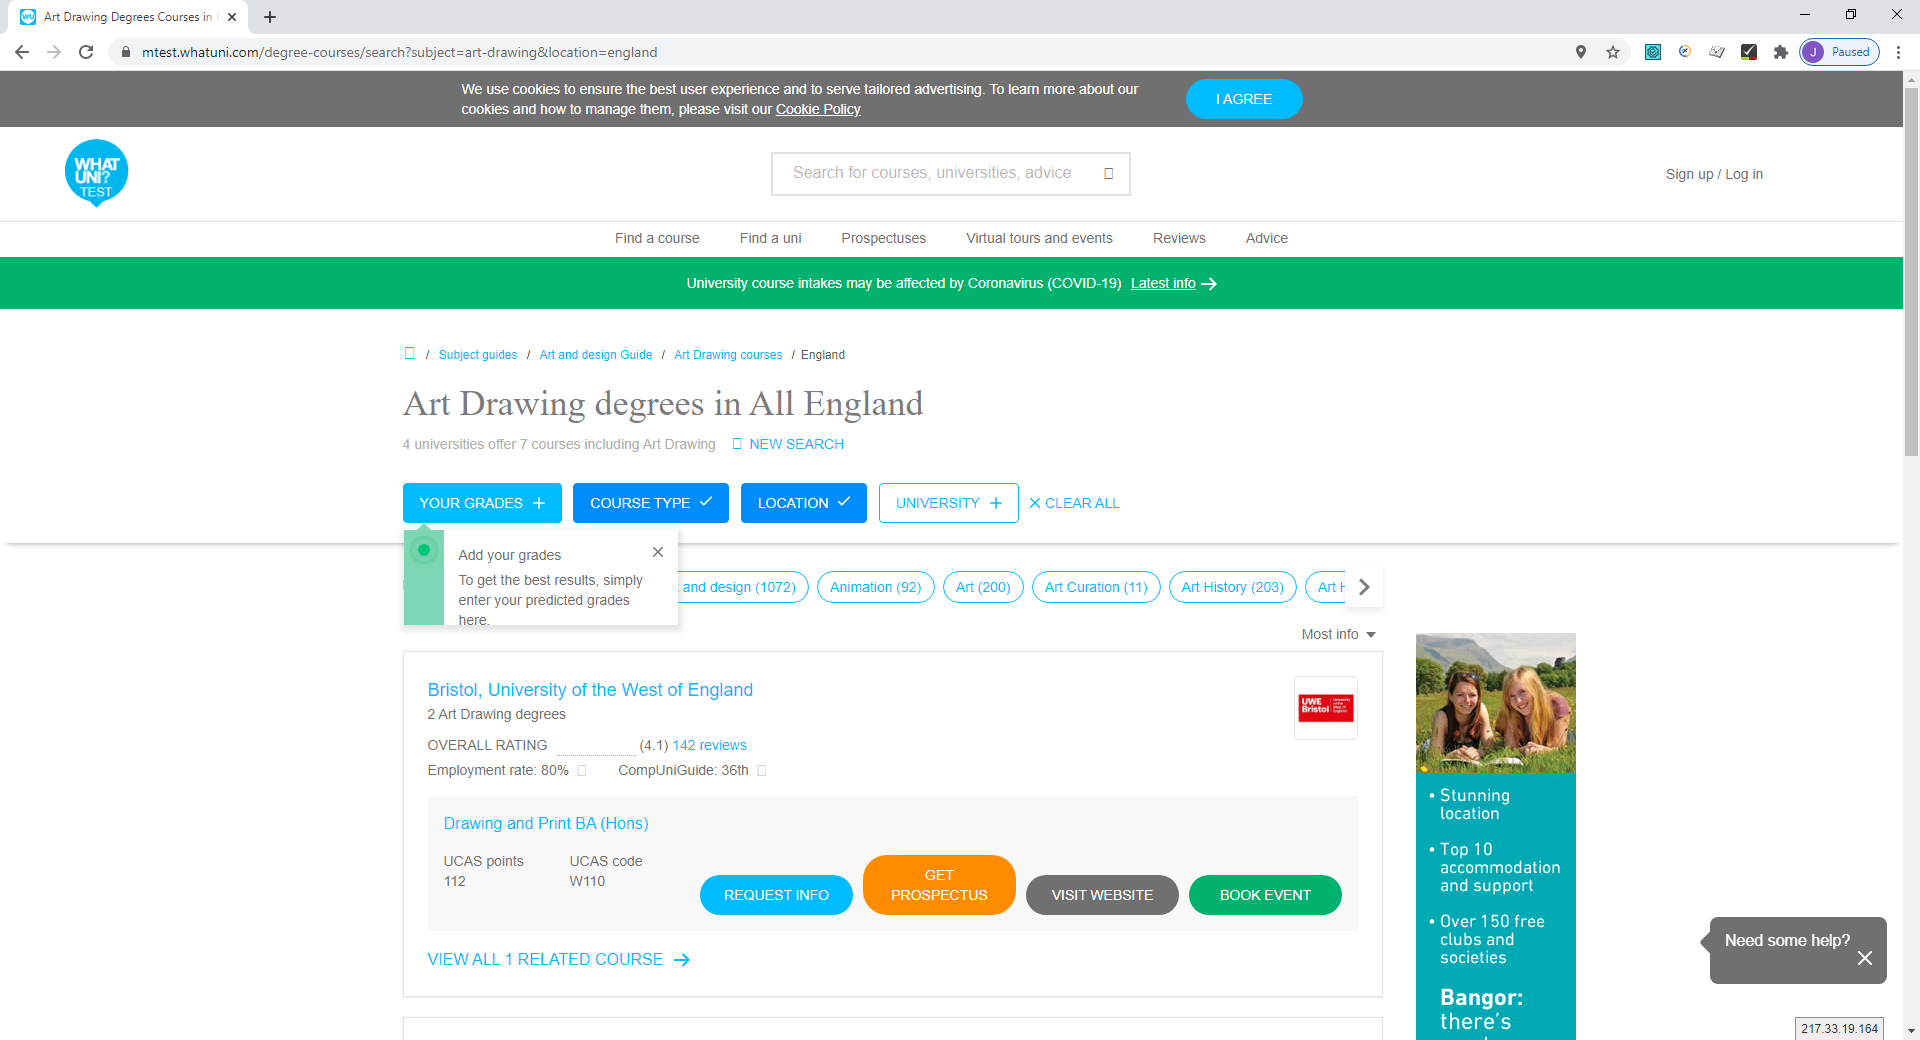 Art Drawing Degrees Courses in
mtest.whatuni.com/degree-courses/search?subject=art-drawing&location=england
J Paused
We use cookies to ensure the best user experience and to serve tailored advertising. To learn more about our
cookies and how to manage them, please visit our Cookie Policy
I AGREE
WHAT
UNI?
TEST
Search for courses, universities, advice
Sign up / Log in
Find a course Find a uni Prospectuses Virtual tours and events Reviews Advice
University course intakes may be affected by Coronavirus (COVID-19) Latest info
/ Subject guides / Art and design Guide / Art Drawing courses / England
Art Drawing degrees in All England
4 universities offer 7 courses including Art Drawing NEW SEARCH
YOUR GRADES COURSE TYPE LOCATION UNIVERSITY CLEAR ALL
Add your grades
To get the best results, simply
enter your predicted grades
here.
and design (1072) Animation (92) Art (200) Art Curation (11) Art History (203) Art
Most info
Bristol, University of the West of England
2 Art Drawing degrees
OVERALL RATING (4.1) 142 reviews
Employment rate: 80% CompUniGuide: 36th
UWE
Bristol
University
of the
West of
England
Drawing and Print BA (Hons)
UCAS points UCAS code
112 W110
REQUEST INFO
GET
PROSPECTUS
VISIT WEBSITE
BOOK EVENT
VIEW ALL 1 RELATED COURSE
• Stunning
location
• Top 10
accommodation
and support
• Over 150 free
clubs and
societies
Bangor:
there's
Need some help?
217.33.19.164